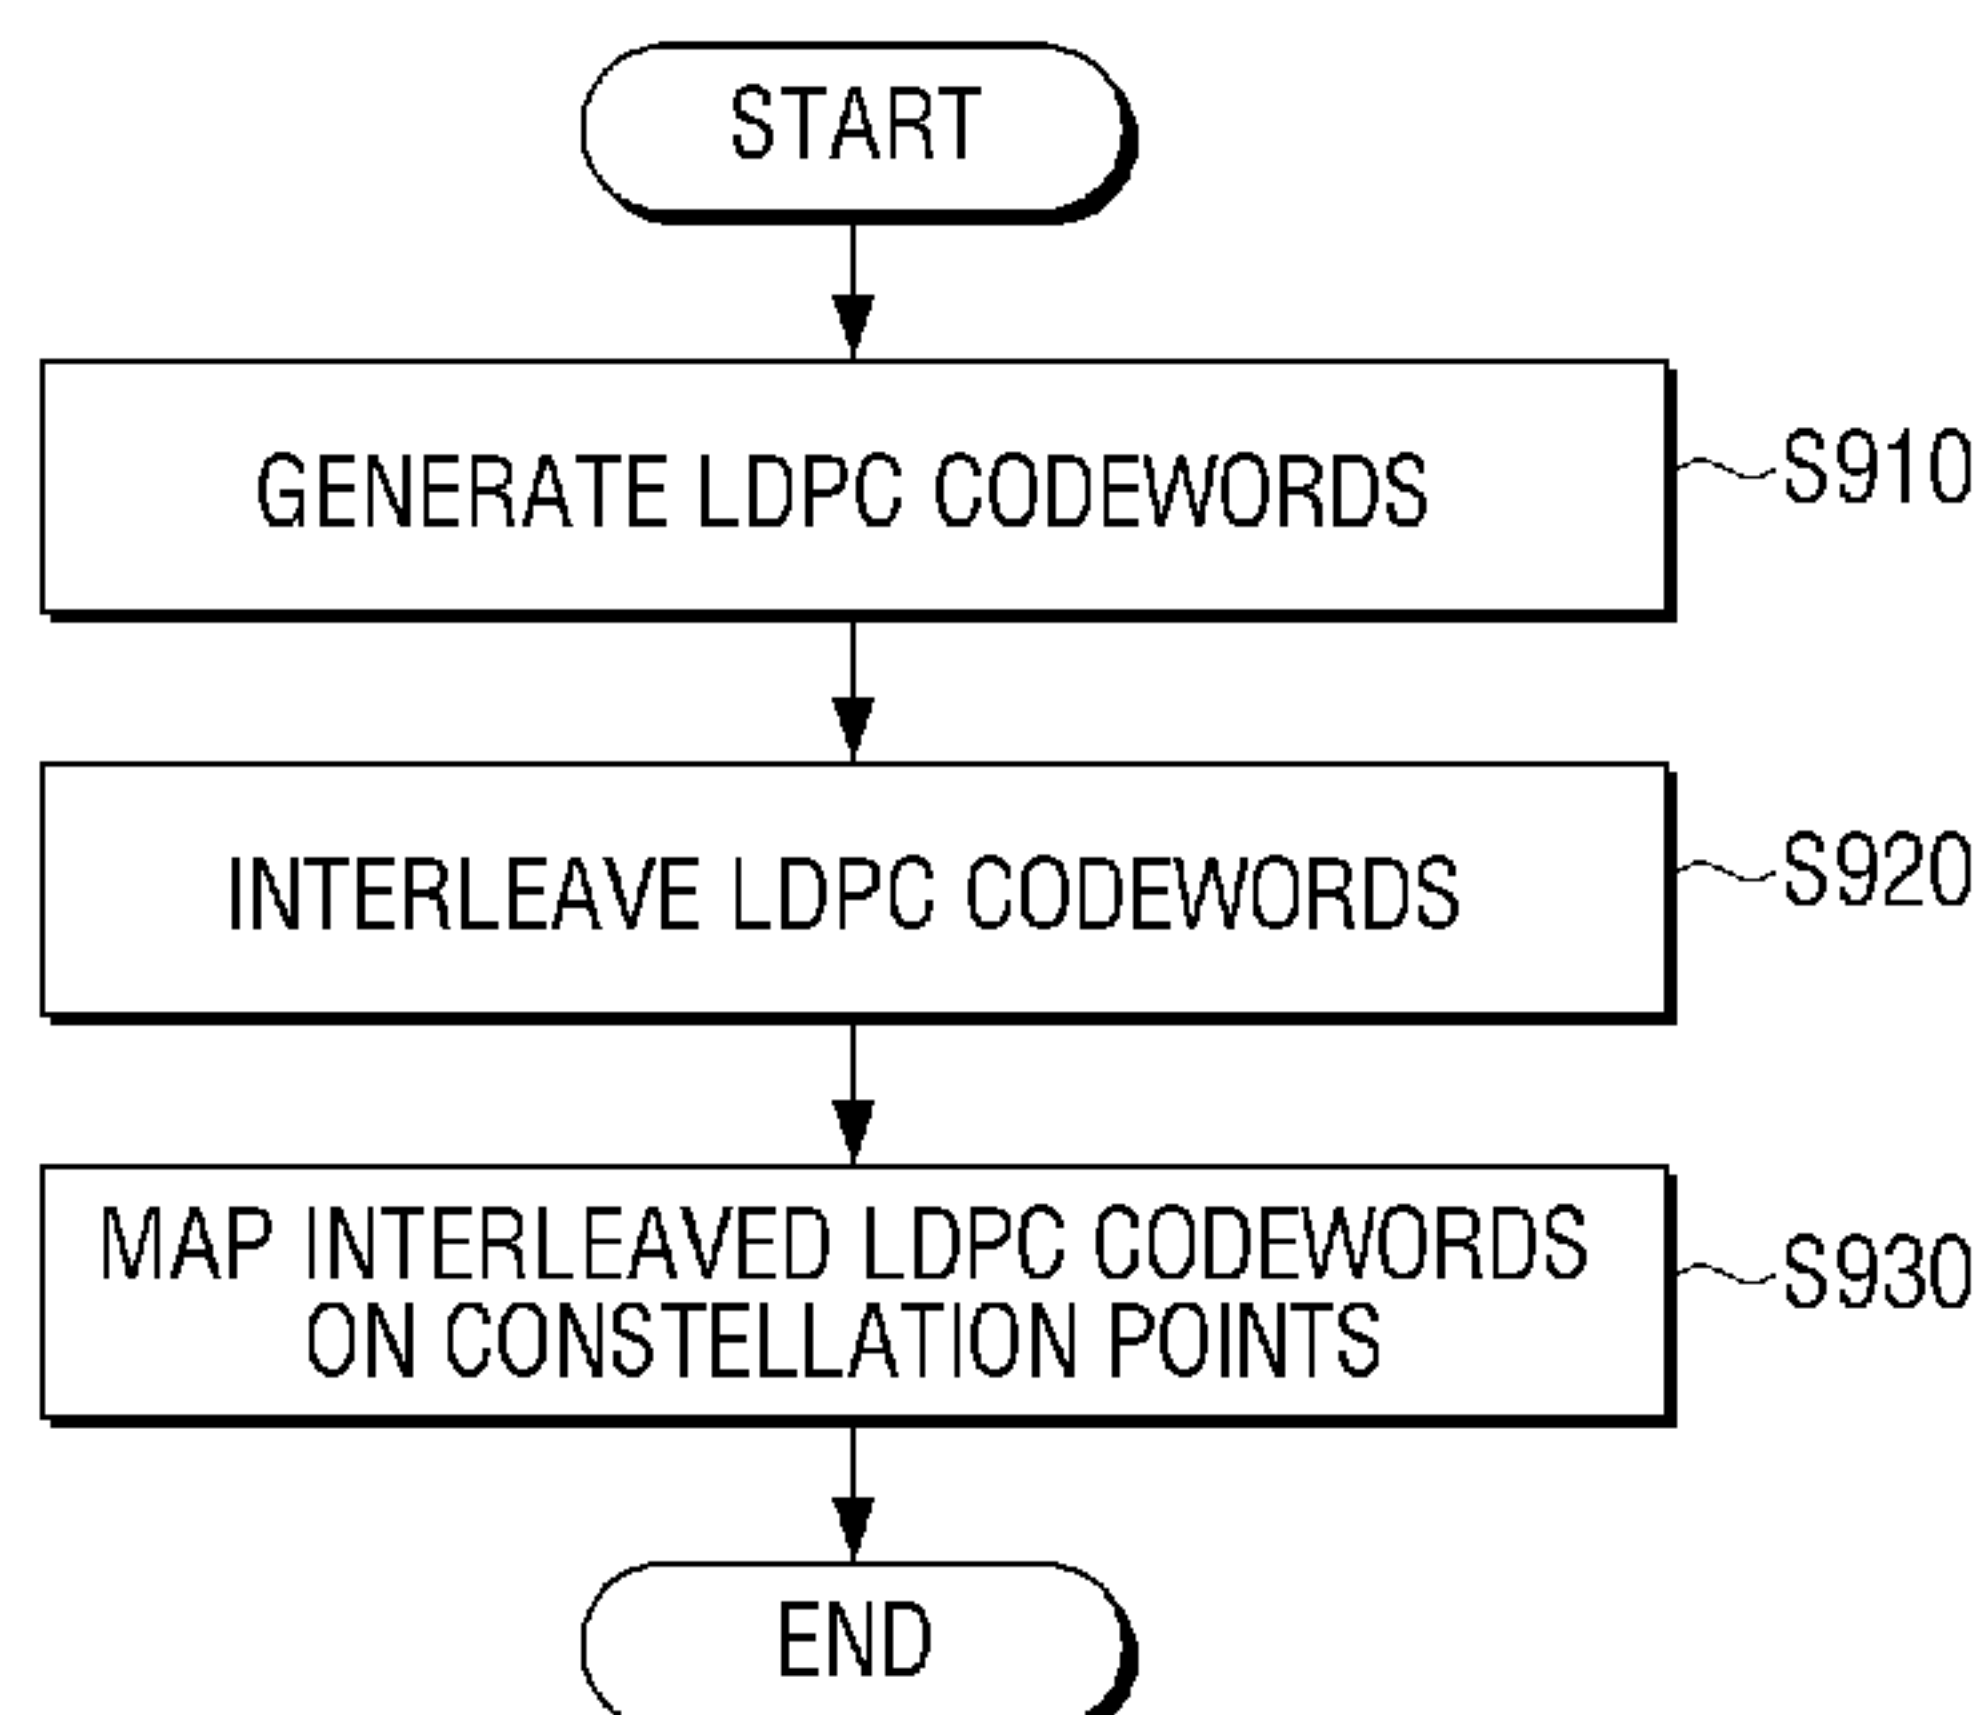 START
GENERATE LDPC CODEWORDS
S910
INTERLEAVE LDPC CODEWORDS
S920
MAP INTERLEAVED LDPC CODEWORDS
ON CONSTELLATION POINTS
S930
END